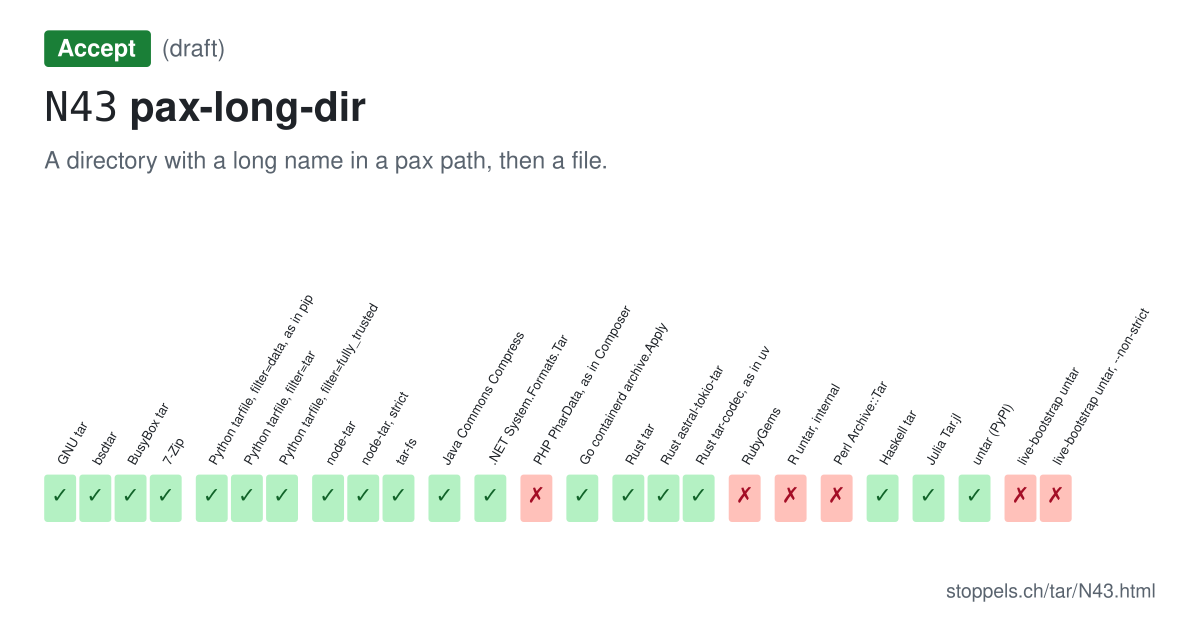 Accept (draft)
N43 pax-long-dir
A directory with a long name in a pax path, then a file.
GNU tar
bsdtar
BusyBox tar
7-Zip
Python tarfile, filter=data, as in pip
Python tarfile, filter=tar
Python tarfile, filter=fully_trusted
node-tar
node-tar, strict
tar-fs
Java Commons Compress
.NET System.Formats.Tar
PHP PharData, as in Composer
Go containerd archive.Apply
Rust tar
Rust astral-tokio-tar
Rust tar-codec, as in uv
RubyGems
R untar, internal
Perl Archive::Tar
Haskell tar
Julia Tar.jl
untar (PyPI)
live-bootstrap untar
live-bootstrap untar, --non-strict
✓ ✓ ✓ ✓ ✓ ✓ ✓ ✓ ✓ ✓ ✓ ✓ ✗ ✓ ✓ ✓ ✓ ✗ ✗ ✗ ✓ ✓ ✓ ✗ ✗
stoppels.ch/tar/N43.html